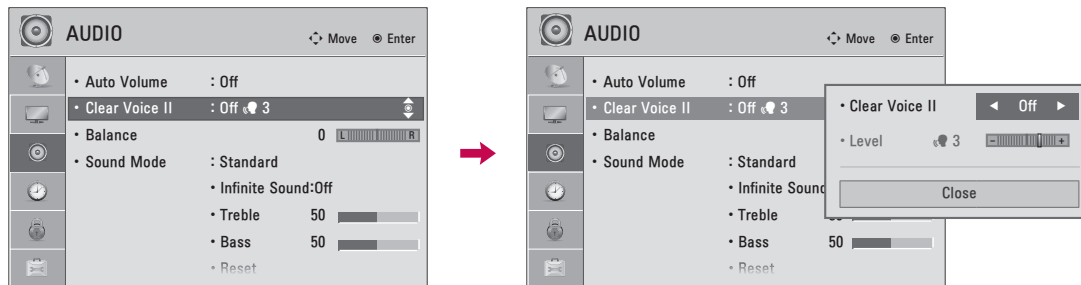 AUDIO
Move Enter
• Auto Volume : Off
• Clear Voice II : Off 3
• Balance 0 L R
• Sound Mode : Standard
• Infinite Sound:Off
• Treble 50
• Bass 50
• Reset
AUDIO
Move Enter
• Auto Volume : Off
• Clear Voice II : Off 3
• Balance
• Sound Mode : Standard
• Infinite Sound
• Treble
• Bass 50
• Reset
• Clear Voice II ◄ Off ►
• Level 3 - +
Close